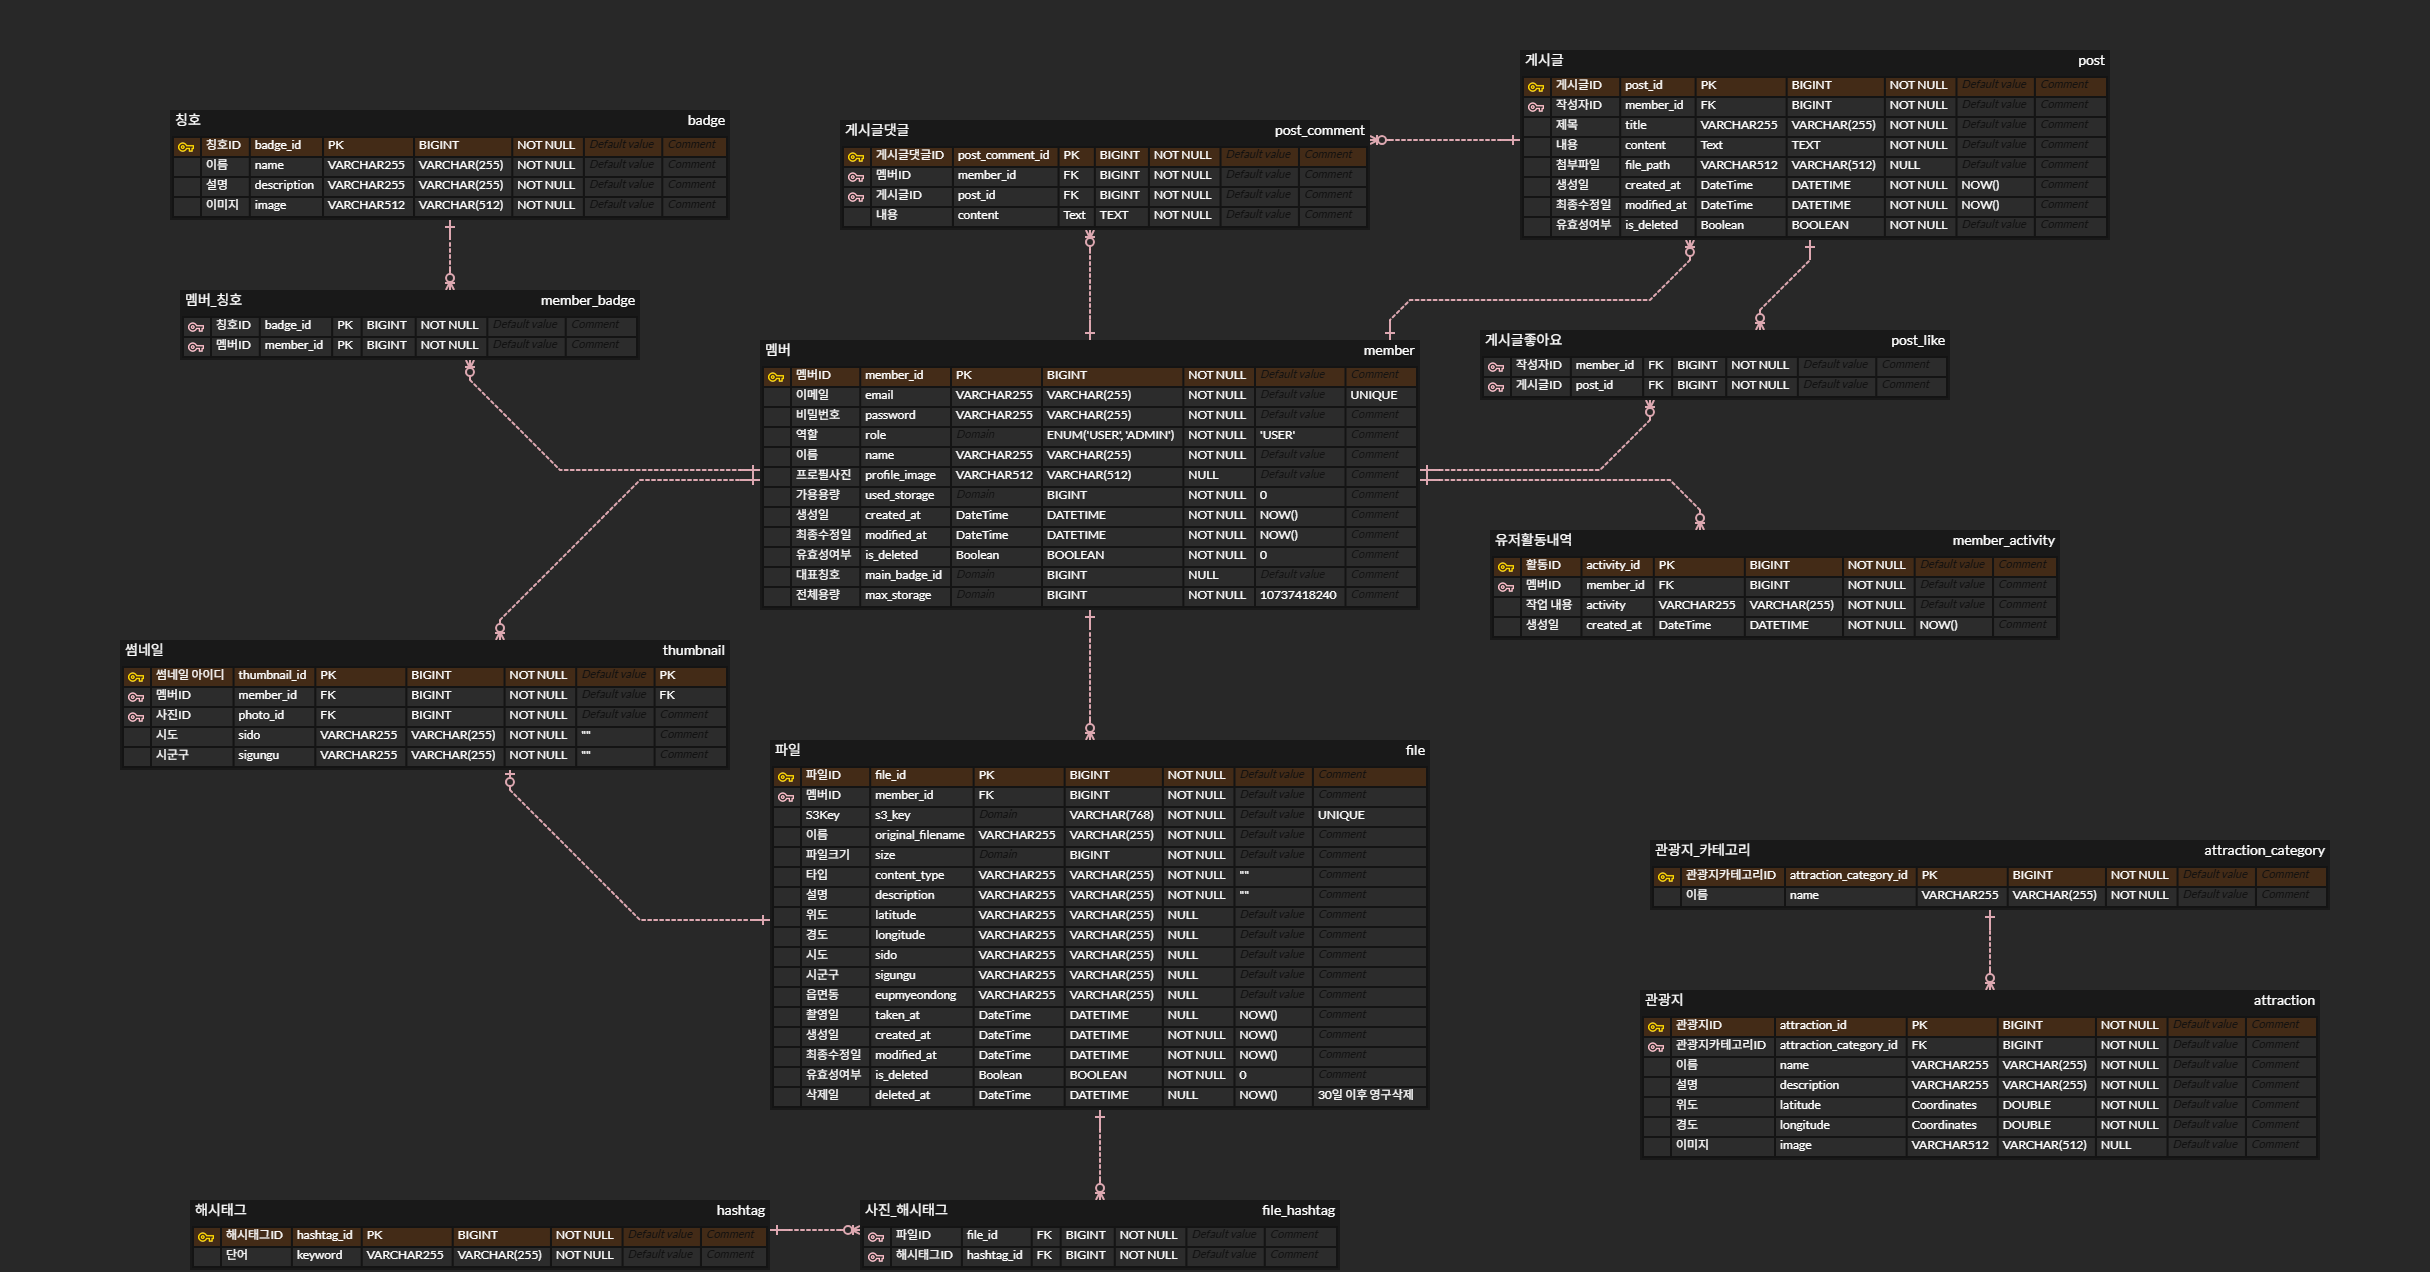 칭호 badge
칭호ID badge_id PK BIGINT NOT NULL Default value Comment
이름 name VARCHAR255 VARCHAR(255) NOT NULL Default value Comment
설명 description VARCHAR255 VARCHAR(255) NOT NULL Default value Comment
이미지 image VARCHAR512 VARCHAR(512) NOT NULL Default value Comment
게시글댓글 post_comment
게시글댓글ID post_comment_id PK BIGINT NOT NULL Default value Comment
멤버ID member_id FK BIGINT NOT NULL Default value Comment
게시글ID post_id FK BIGINT NOT NULL Default value Comment
내용 content Text TEXT NOT NULL Default value Comment
게시글 post
게시글ID post_id PK BIGINT NOT NULL Default value Comment
작성자ID member_id FK BIGINT NOT NULL Default value Comment
제목 title VARCHAR255 VARCHAR(255) NOT NULL Default value Comment
내용 content Text TEXT NOT NULL Default value Comment
첨부파일 file_path VARCHAR512 VARCHAR(512) NULL Default value Comment
생성일 created_at DateTime DATETIME NOT NULL NOW() Comment
최종수정일 modified_at DateTime DATETIME NOT NULL NOW() Comment
유효성여부 is_deleted Boolean BOOLEAN NOT NULL Default value Comment
멤버_칭호 member_badge
칭호ID badge_id PK BIGINT NOT NULL Default value Comment
멤버ID member_id PK BIGINT NOT NULL Default value Comment
멤버 member
멤버ID member_id PK BIGINT NOT NULL Default value Comment
이메일 email VARCHAR255 VARCHAR(255) NOT NULL Default value UNIQUE
비밀번호 password VARCHAR255 VARCHAR(255) NOT NULL Default value Comment
역할 role Domain ENUM('USER', 'ADMIN') NOT NULL 'USER' Comment
이름 name VARCHAR255 VARCHAR(255) NOT NULL Default value Comment
프로필사진 profile_image VARCHAR512 VARCHAR(512) NULL Default value Comment
가용용량 used_storage Domain BIGINT NOT NULL 0 Comment
생성일 created_at DateTime DATETIME NOT NULL NOW() Comment
최종수정일 modified_at DateTime DATETIME NOT NULL NOW() Comment
유효성여부 is_deleted Boolean BOOLEAN NOT NULL 0 Comment
대표칭호 main_badge_id Domain BIGINT NULL Default value Comment
전체용량 max_storage Domain BIGINT NOT NULL 10737418240 Comment
게시글좋아요 post_like
작성자ID member_id FK BIGINT NOT NULL Default value Comment
게시글ID post_id FK BIGINT NOT NULL Default value Comment
유저활동내역 member_activity
활동ID activity_id PK BIGINT NOT NULL Default value Comment
멤버ID member_id FK BIGINT NOT NULL Default value Comment
작업 내용 activity VARCHAR255 VARCHAR(255) NOT NULL Default value Comment
생성일 created_at DateTime DATETIME NOT NULL NOW() Comment
썸네일 thumbnail
썸네일 아이디 thumbnail_id PK BIGINT NOT NULL Default value PK
멤버ID member_id FK BIGINT NOT NULL Default value FK
사진ID photo_id FK BIGINT NOT NULL Default value Comment
시도 sido VARCHAR255 VARCHAR(255) NOT NULL "" Comment
시군구 sigungu VARCHAR255 VARCHAR(255) NOT NULL "" Comment
파일 file
파일ID file_id PK BIGINT NOT NULL Default value Comment
멤버ID member_id FK BIGINT NOT NULL Default value Comment
S3Key s3_key Domain VARCHAR(768) NOT NULL Default value UNIQUE
이름 original_filename VARCHAR255 VARCHAR(255) NOT NULL Default value Comment
파일크기 size Domain BIGINT NOT NULL Default value Comment
타입 content_type VARCHAR255 VARCHAR(255) NOT NULL "" Comment
설명 description VARCHAR255 VARCHAR(255) NOT NULL "" Comment
위도 latitude VARCHAR255 VARCHAR(255) NULL Default value Comment
경도 longitude VARCHAR255 VARCHAR(255) NULL Default value Comment
시도 sido VARCHAR255 VARCHAR(255) NULL Default value Comment
시군구 sigungu VARCHAR255 VARCHAR(255) NULL Default value Comment
읍면동 eupmyeondong VARCHAR255 VARCHAR(255) NULL Default value Comment
촬영일 taken_at DateTime DATETIME NULL NOW() Comment
생성일 created_at DateTime DATETIME NOT NULL NOW() Comment
최종수정일 modified_at DateTime DATETIME NOT NULL NOW() Comment
유효성여부 is_deleted Boolean BOOLEAN NOT NULL 0 Comment
삭제일 deleted_at DateTime DATETIME NULL NOW() 30일 이후 영구삭제
관광지_카테고리 attraction_category
관광지카테고리ID attraction_category_id PK BIGINT NOT NULL Default value Comment
이름 name VARCHAR255 VARCHAR(255) NOT NULL Default value Comment
관광지 attraction
관광지ID attraction_id PK BIGINT NOT NULL Default value Comment
관광지카테고리ID attraction_category_id FK BIGINT NOT NULL Default value Comment
이름 name VARCHAR255 VARCHAR(255) NOT NULL Default value Comment
설명 description VARCHAR255 VARCHAR(255) NOT NULL Default value Comment
위도 latitude Coordinates DOUBLE NOT NULL Default value Comment
경도 longitude Coordinates DOUBLE NOT NULL Default value Comment
이미지 image VARCHAR512 VARCHAR(512) NULL Default value Comment
해시태그 hashtag
해시태그ID hashtag_id PK BIGINT NOT NULL Default value Comment
단어 keyword VARCHAR255 VARCHAR(255) NOT NULL Default value Comment
사진_해시태그 file_hashtag
파일ID file_id FK BIGINT NOT NULL Default value Comment
해시태그ID hashtag_id FK BIGINT NOT NULL Default value Comment